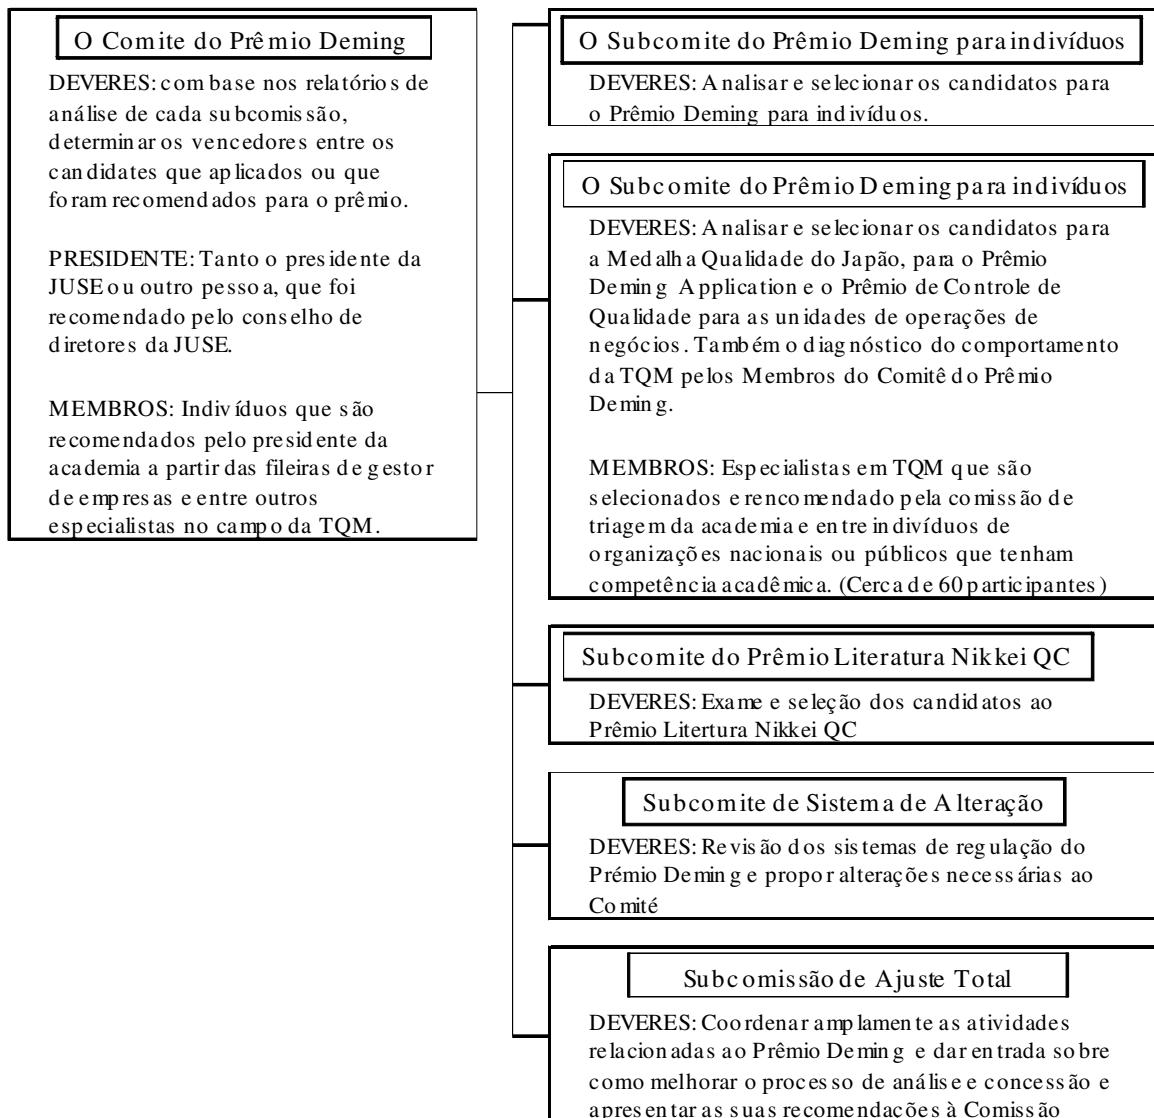 O Comite do Prêmio Deming
DEVERES: com base nos relatórios de
análise de cada subcomissão,
determinar os vencedores entre os
candidates que aplicados ou que
foram recomendados para o prêmio.
PRESIDENTE: Tanto o presidente da
JUSE ou outro pessoa, que foi
recomendado pelo conselho de
diretores da JUSE.
MEMBROS: Indivíduos que são
recomendados pelo presidente da
academia a partir das fileiras de gestor
de empresas e entre outros
especialistas no campo da TQM.
O Subcomite do Prêmio Deming para indivíduos
DEVERES: Analisar e selecionar os candidatos para
o Prêmio Deming para indivíduos.
O Subcomite do Prêmio Deming para indivíduos
DEVERES: Analisar e selecionar os candidatos para
a Medalha Qualidade do Japão, para o Prêmio
Deming Application e o Prêmio de Controle de
Qualidade para as unidades de operações de
negócios. Também o diagnóstico do comportamento
da TQM pelos Membros do Comitê do Prêmio
Deming.
MEMBROS: Especialistas em TQM que são
selecionados e rencomendado pela comissão de
triagem da academia e entre indivíduos de
organizações nacionais ou públicos que tenham
competência acadêmica. (Cerca de 60 participantes)
Subcomite do Prêmio Literatura Nikkei QC
DEVERES: Exame e seleção dos candidatos ao
Prêmio Litertura Nikkei QC
Subcomite de Sistema de Alteração
DEVERES: Revisão dos sistemas de regulação do
Prémio Deming e propor alterações necessárias ao
Comité
Subcomissão de Ajuste Total
DEVERES: Coordenar amplamente as atividades
relacionadas ao Prêmio Deming e dar entrada sobre
como melhorar o processo de análise e concessão e
apresentar as suas recomendações à Comissão